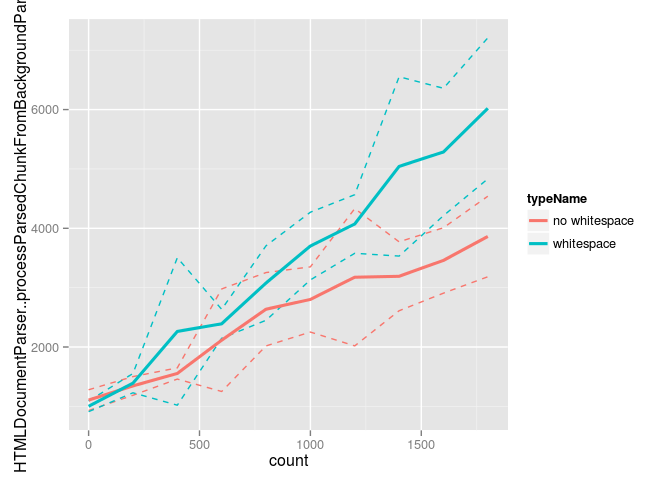 HTMLDocumentParser..processParsedChunkFromBackgroundPar
6000
4000
2000
0
500
1000
1500
count
typeName
no whitespace
whitespace